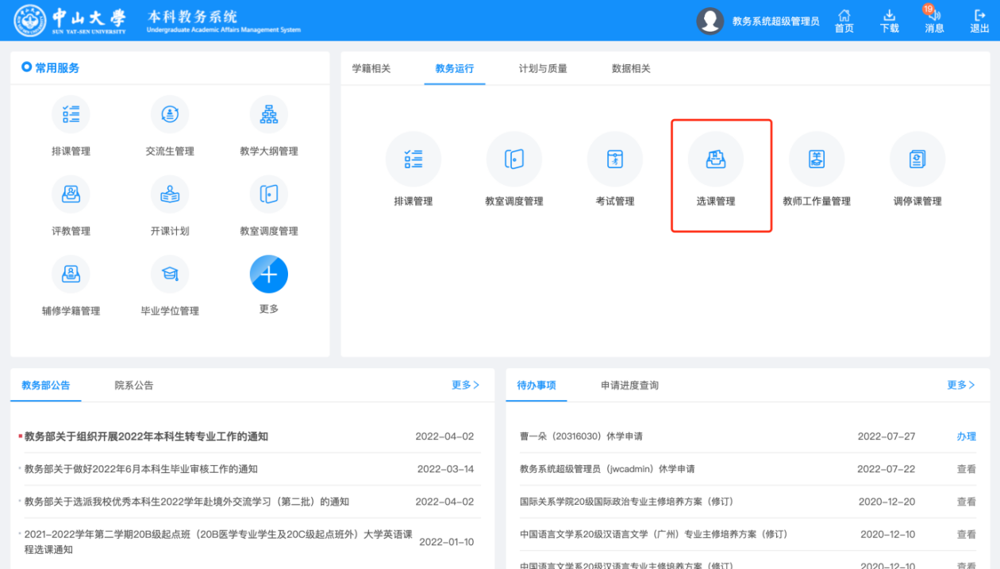 中山大學
SUN YAT-SEN UNIVERSITY
本科教务系统
Undergraduate Academic Affairs Management System
教务系统超级管理员
首页
下载
19
消息
退出
常用服务
排课管理
交流生管理
教学大纲管理
评教管理
开课计划
教室调度管理
辅修学籍管理
毕业学位管理
更多
学籍相关
教务运行
计划与质量
数据相关
排课管理
教室调度管理
考试管理
选课管理
教师工作量管理
调停课管理
教务部公告
院系公告
更多
教务部关于组织开展2022年本科生转专业工作的通知
2022-04-02
教务部关于做好2022年6月本科生毕业审核工作的通知
2022-03-14
教务部关于选派我校优秀本科生2022学年赴境外交流学习（第二批）的通知
2022-04-02
2021-2022学年第二学期20B级起点班（20B医学专业学生及20C级起点班外）大学英语课
程选课通知
2022-01-10
待办事项
申请进度查询
更多
曹一朵（20316030）休学申请
2022-07-27
办理
教务系统超级管理员（jwcadmin）休学申请
2022-07-22
查看
国际关系学院20级国际政治专业主修培养方案（修订）
2020-12-20
查看
中国语言文学系20级汉语言文学（广州）专业主修培养方案（修订）
2020-12-10
查看
中国语言文学系20级汉语言专业主修培养方案（修订）
2020-12-10
查看